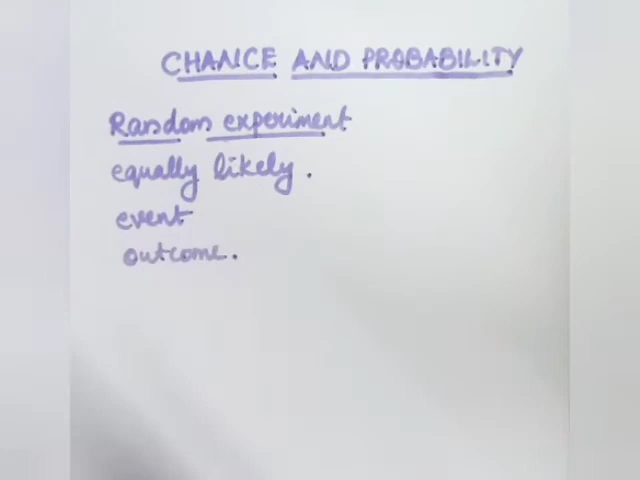 CHANCE AND PROBABILITY
Random experiment
equally likely.
event
outcome.